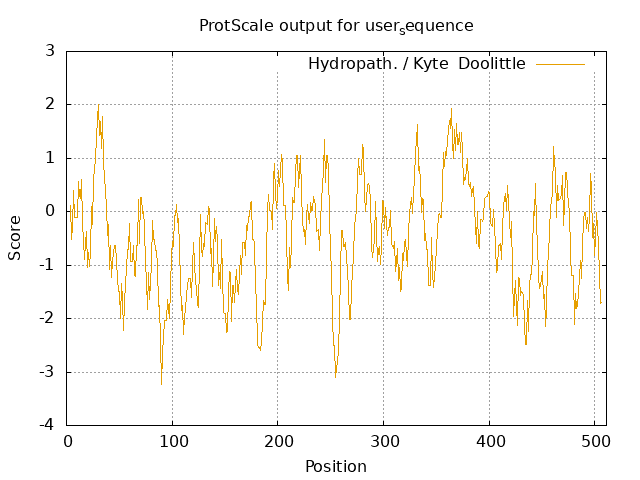 ProtScale output for user_sequence
Hydropath. / Kyte Doolittle
3
2
1
0
-1
-2
-3
-4
Score
0 100 200 300 400 500
Position